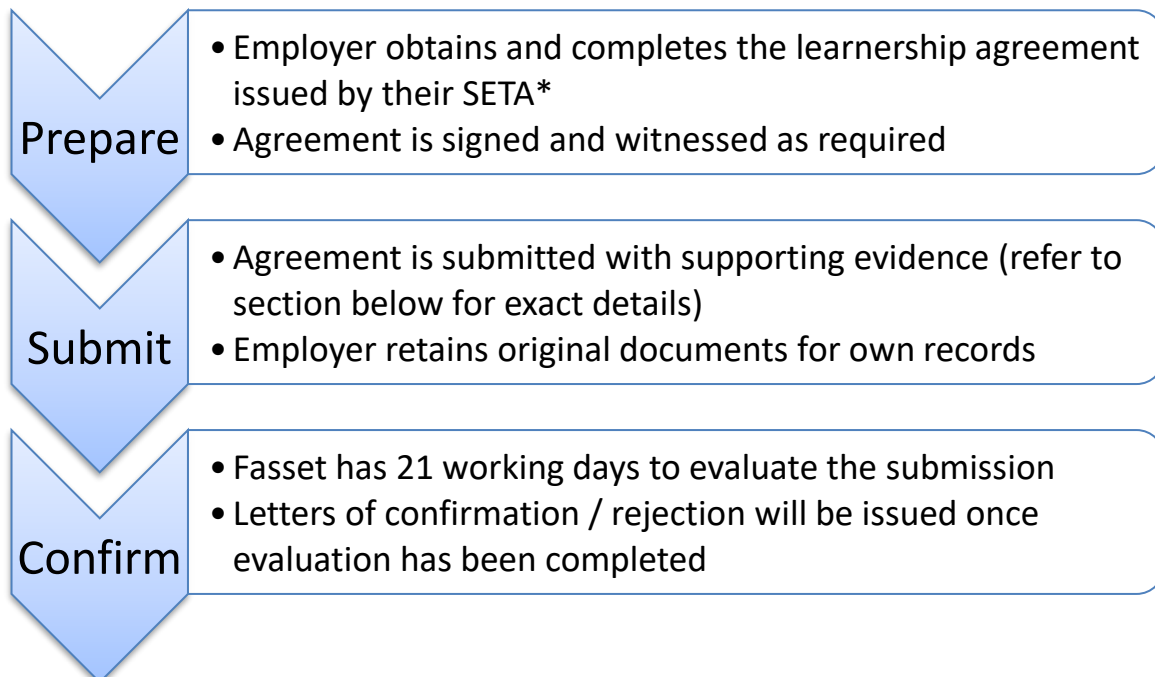 Prepare
• Employer obtains and completes the learnership agreement
issued by their SETA*
• Agreement is signed and witnessed as required
Submit
• Agreement is submitted with supporting evidence (refer to
section below for exact details)
• Employer retains original documents for own records
Confirm
• Fasset has 21 working days to evaluate the submission
• Letters of confirmation / rejection will be issued once
evaluation has been completed